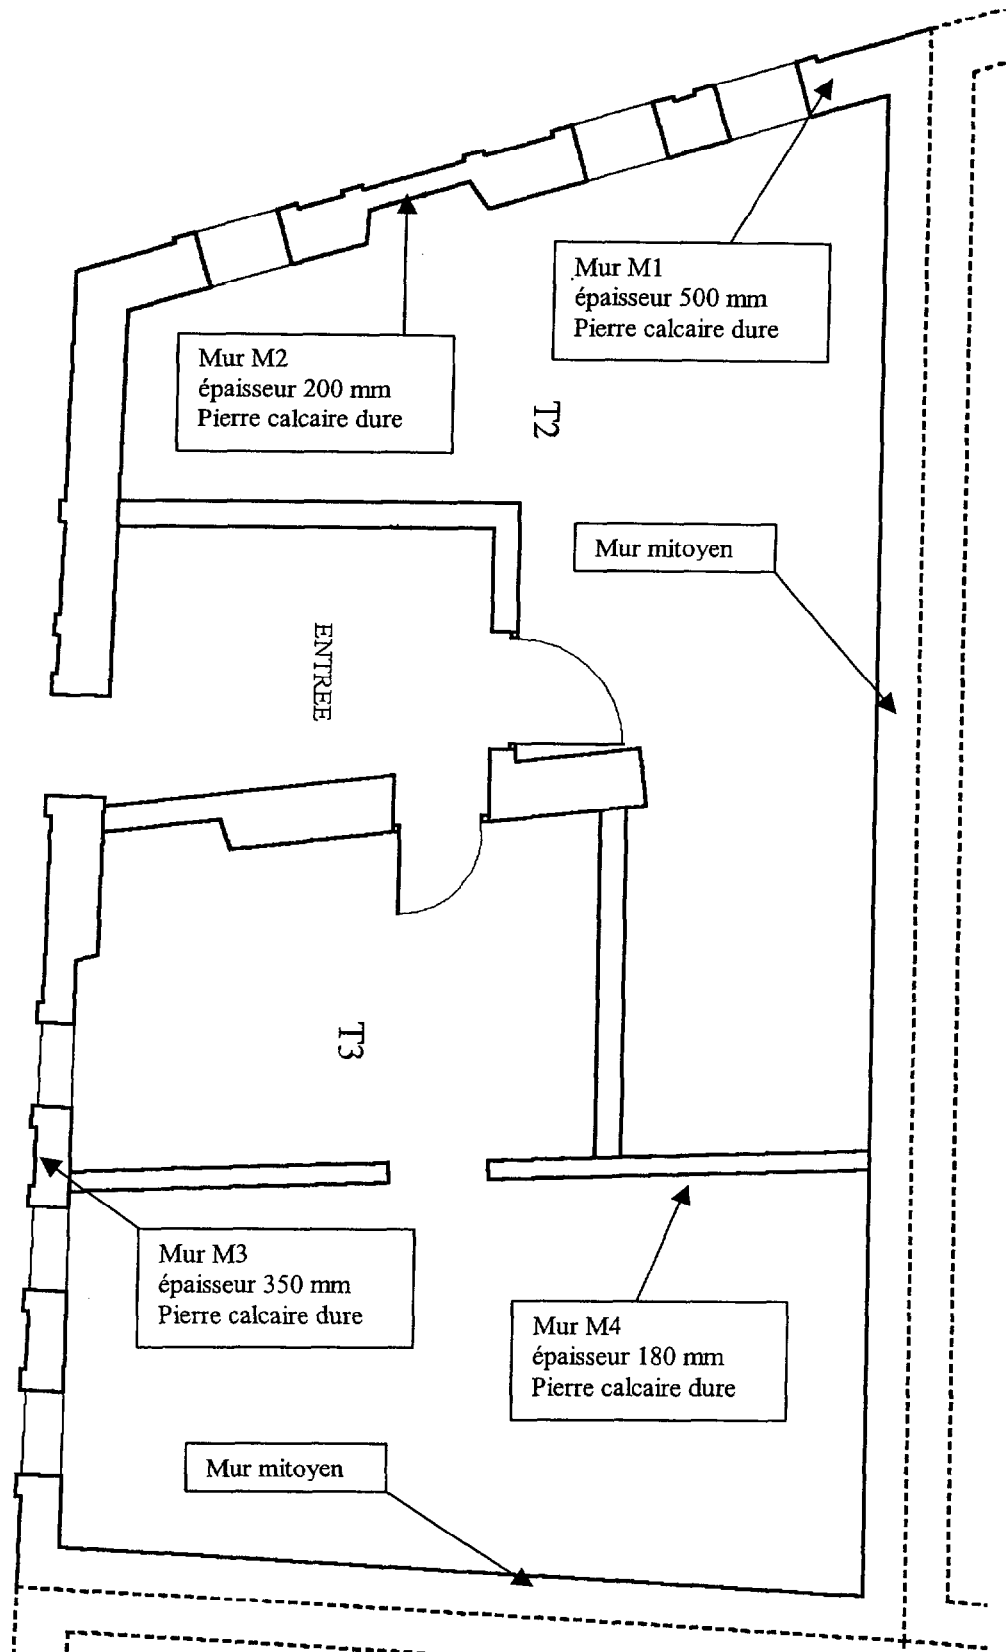 Mur M1
épaisseur 500 mm
Pierre calcaire dure
Mur M2
épaisseur 200 mm
Pierre calcaire dure
T2
Mur mitoyen
ENTREE
T3
Mur M3
épaisseur 350 mm
Pierre calcaire dure
Mur M4
épaisseur 180 mm
Pierre calcaire dure
Mur mitoyen